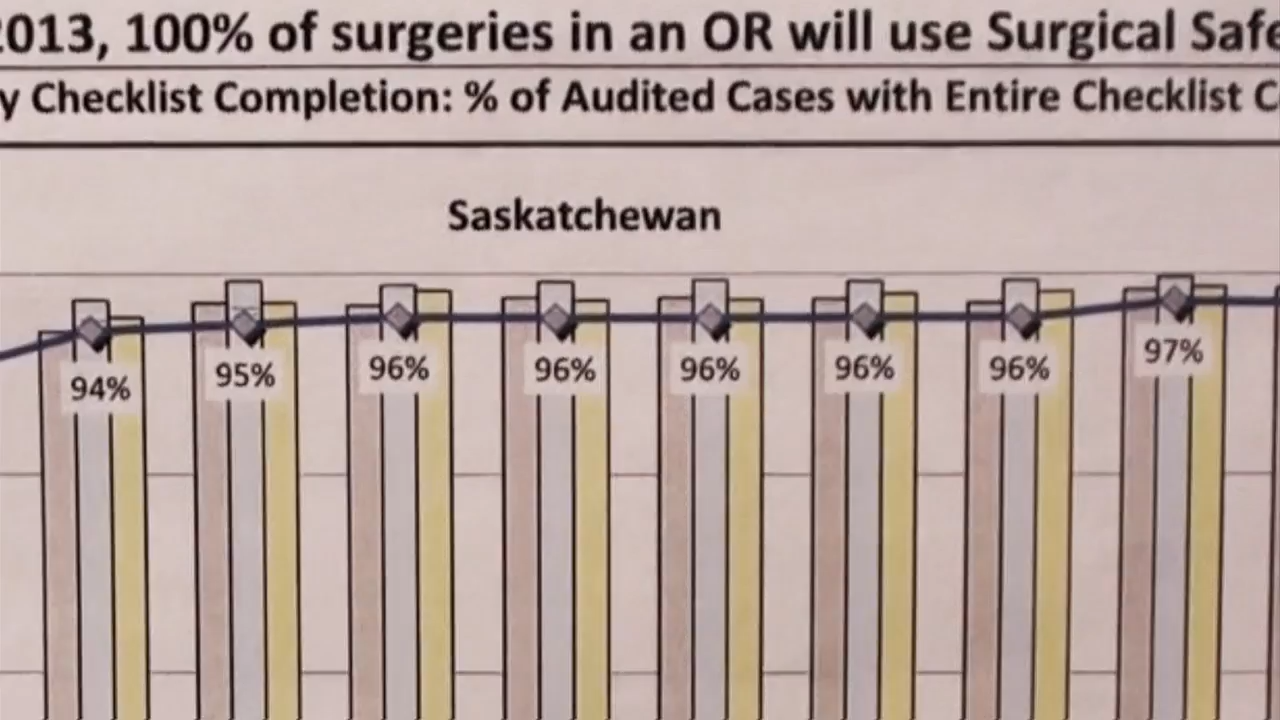 2013, 100% of surgeries in an OR will use Surgical
Checklist Completion: % of Audited Cases with Entire Checklist
Saskatchewan
94% 95% 96% 96% 96% 96% 96% 97%